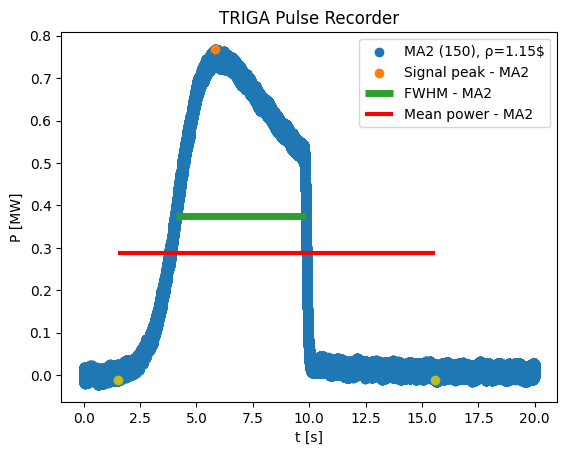 TRIGA Pulse Recorder
MA2 (150), ρ=1.15$
Signal peak - MA2
FWHM - MA2
Mean power - MA2
P [MW]
0.8
0.7
0.6
0.5
0.4
0.3
0.2
0.1
0.0
0.0 2.5 5.0 7.5 10.0 12.5 15.0 17.5 20.0
t [s]